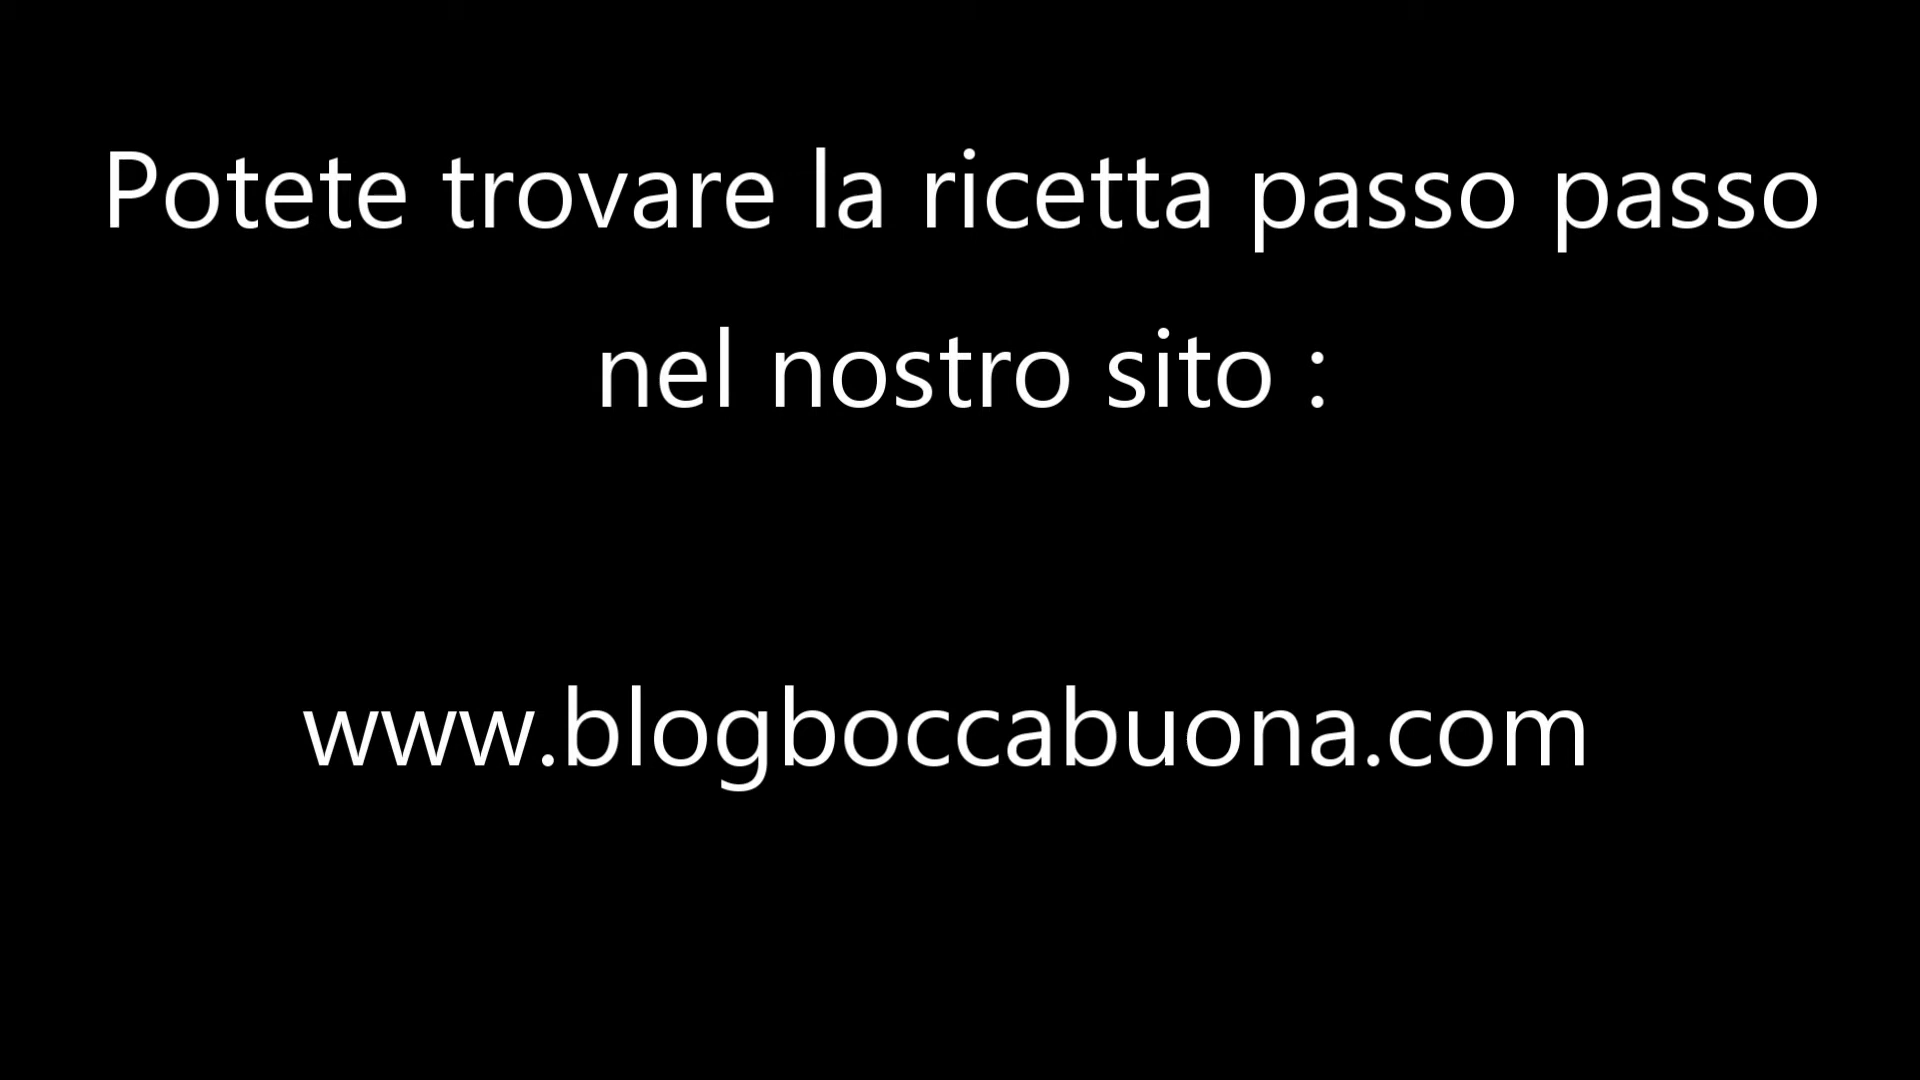 Potete trovare la ricetta passo passo
nel nostro sito :
www.blogboccabuona.com